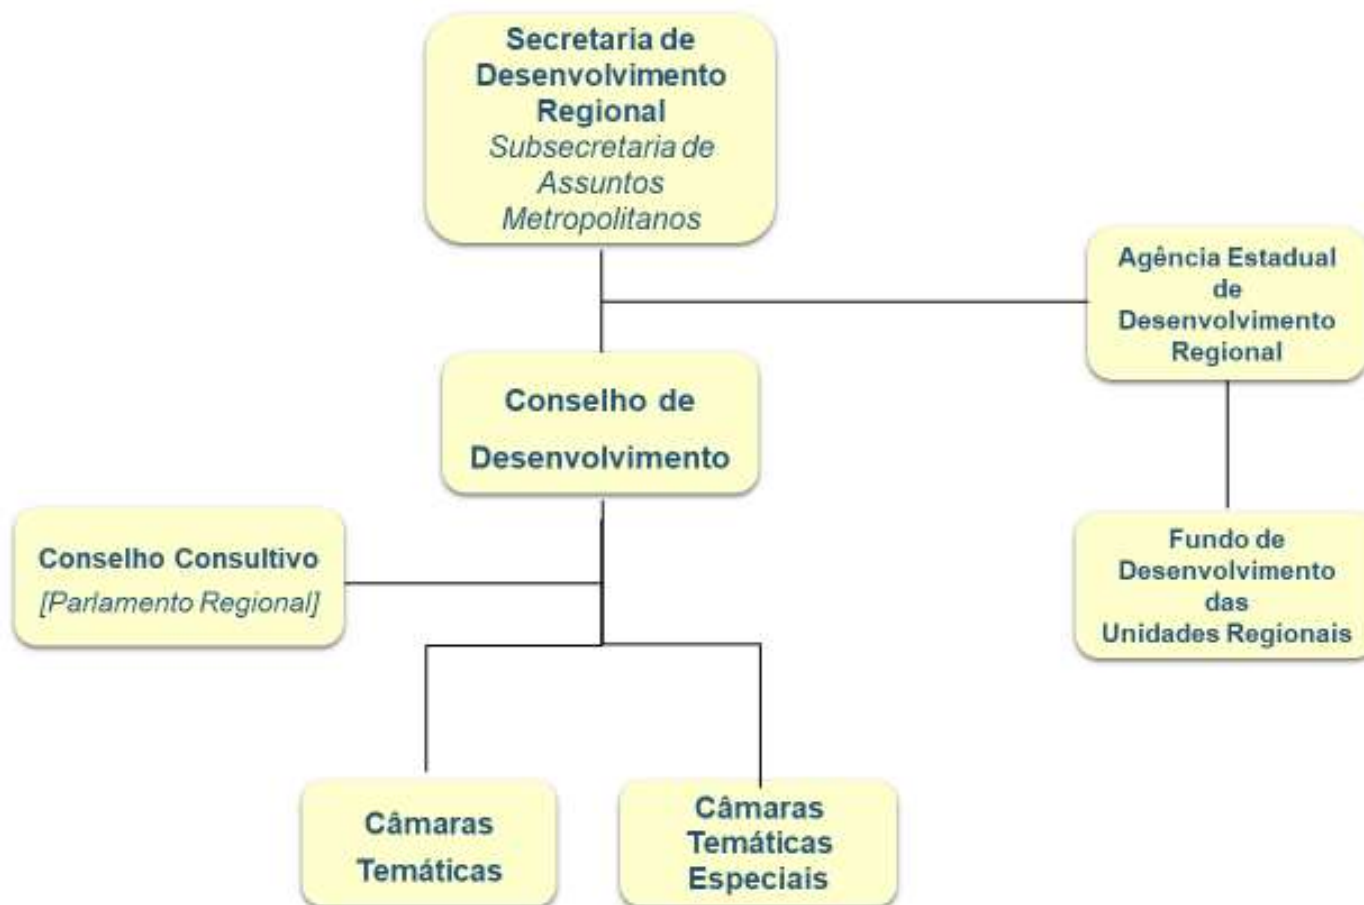 Secretaria de
Desenvolvimento
Regional
Subsecretaria de
Assuntos
Metropolitanos
Agência Estadual
de
Desenvolvimento
Regional
Conselho de
Desenvolvimento
Conselho Consultivo
[Parlamento Regional]
Fundo de
Desenvolvimento
das
Unidades Regionais
Câmaras
Temáticas
Câmaras
Temáticas
Especiais